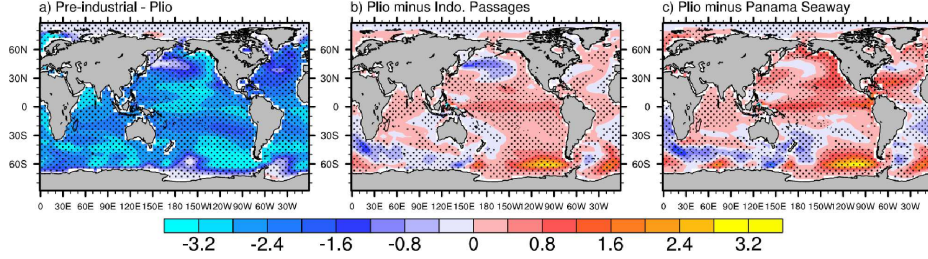 a) Pre-industrial - Plio
b) Plio minus Indo. Passages
c) Plio minus Panama Seaway
60N
30N
0
30S
60S
0 30E 60E 90E 120E 150E 180 150W 120W 90W 60W 30W
60N
30N
0
30S
60S
0 30E 60E 90E 120E 150E 180 150W 120W 90W 60W 30W
60N
30N
0
30S
60S
0 30E 60E 90E 120E 150E 180 150W 120W 90W 60W 30W
-3.2 -2.4 -1.6 -0.8 0 0.8 1.6 2.4 3.2